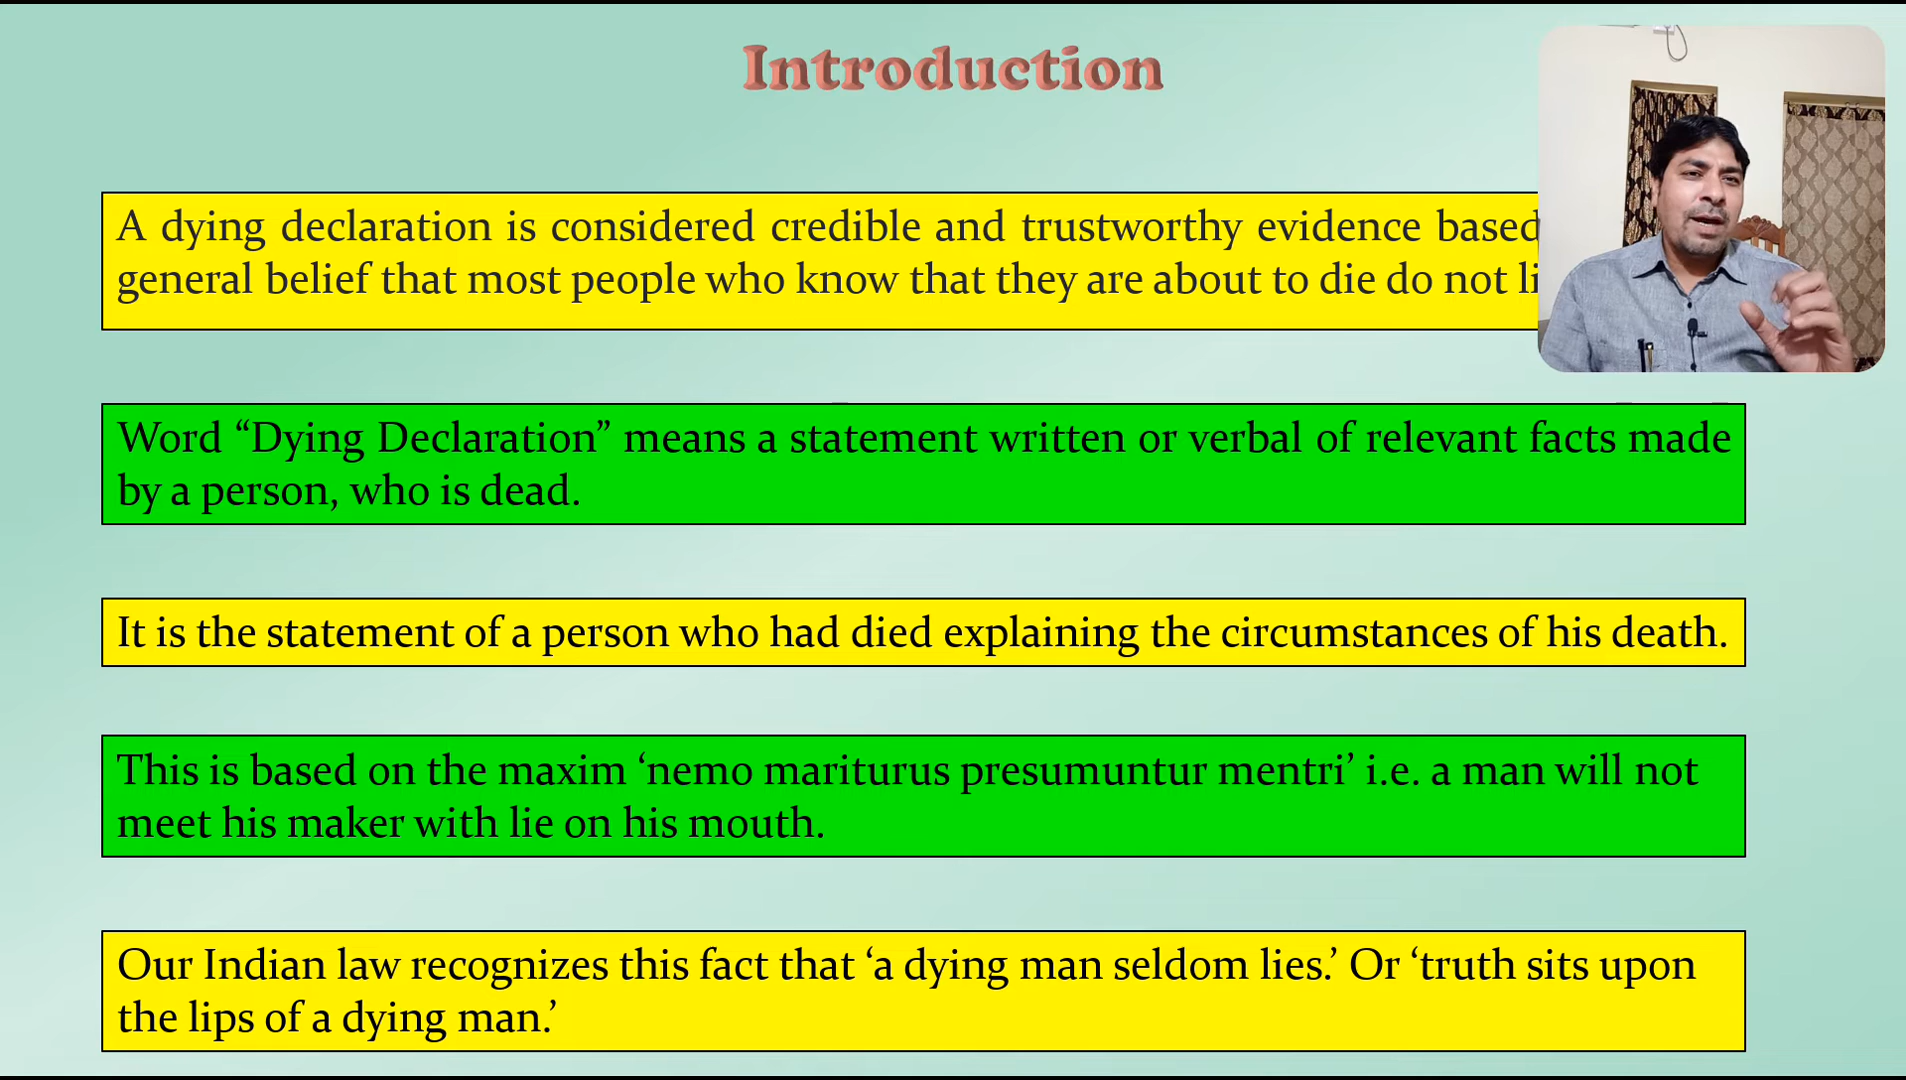 Introduction
A dying declaration is considered credible and trustworthy evidence based
general belief that most people who know that they are about to die do not
Word “Dying Declaration” means a statement written or verbal of relevant facts made
by a person, who is dead.
It is the statement of a person who had died explaining the circumstances of his death.
This is based on the maxim ‘nemo mariturus presumuntur mentri’ i.e. a man will not
meet his maker with lie on his mouth.
Our Indian law recognizes this fact that ‘a dying man seldom lies.’ Or ‘truth sits upon
the lips of a dying man.’